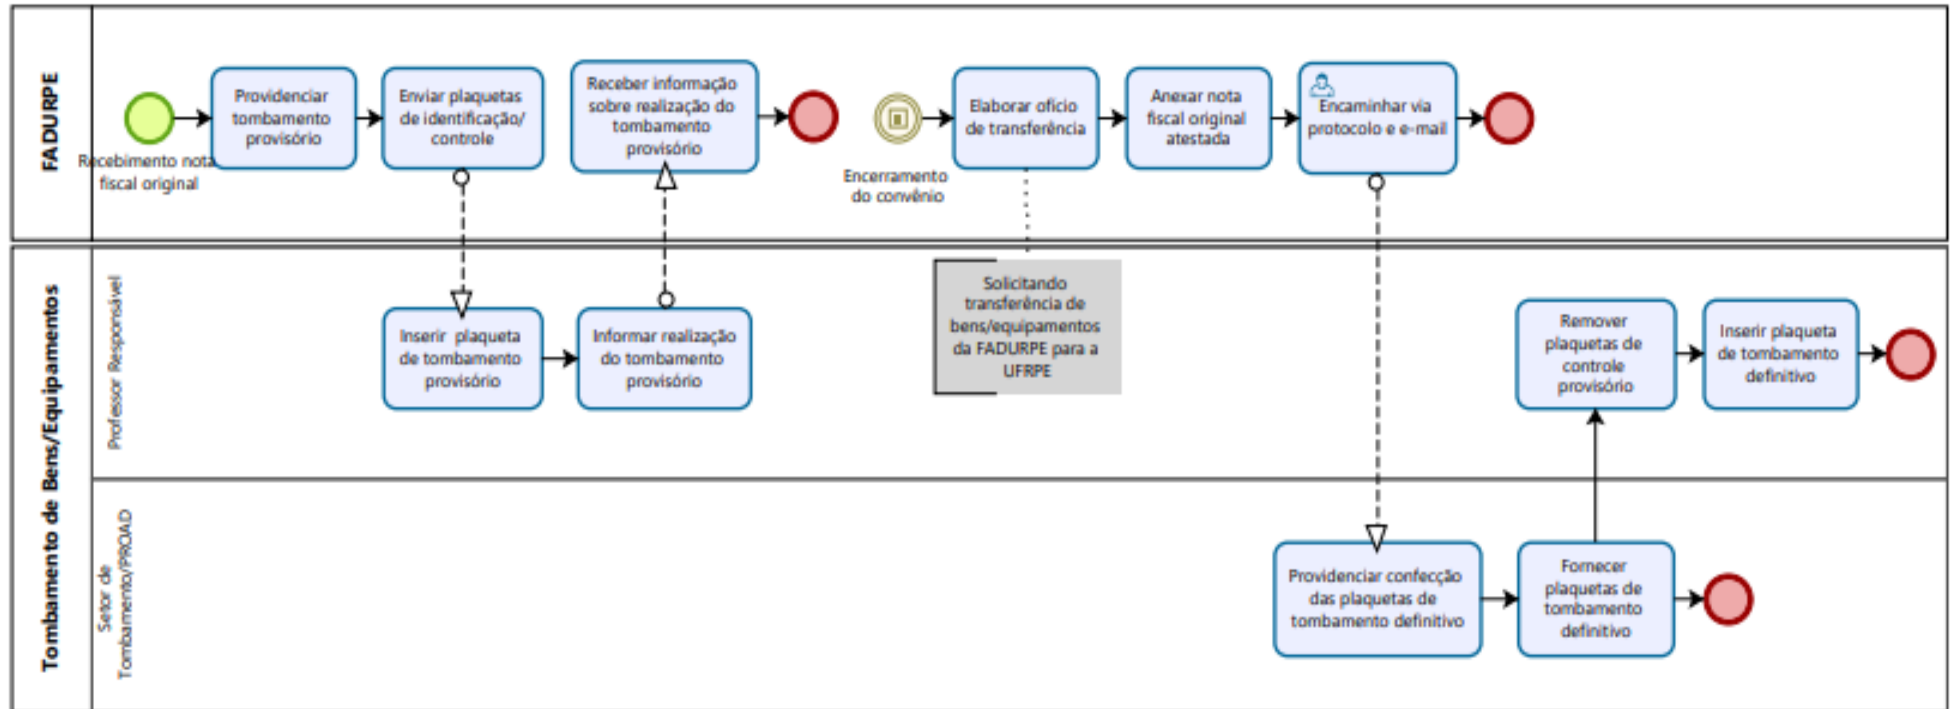 FADURPE
Recebimento nota
fiscal original
Providenciar
tombamento
provisório
Enviar plaquetas
de identificação/
controle
Receber informação
sobre realização do
tombamento
provisório
Encerramento
do convênio
Elaborar ofício
de transferência
Anexar nota
fiscal original
atestada
Encaminhar via
protocolo e e-mail
Tombamento de Bens/Equipamentos
Professor Responsável
Inserir plaqueta
de tombamento
provisório
Informar realização
do tombamento
provisório
Solicitando
transferência de
bens/equipamentos
da FADURPE para a
UFRPE
Remover
plaquetas de
controle
provisório
Inserir plaqueta
de tombamento
definitivo
Setor de
Tombamento/PROAD
Providenciar confecção
das plaquetas de
tombamento definitivo
Fornecer
plaquetas de
tombamento
definitivo